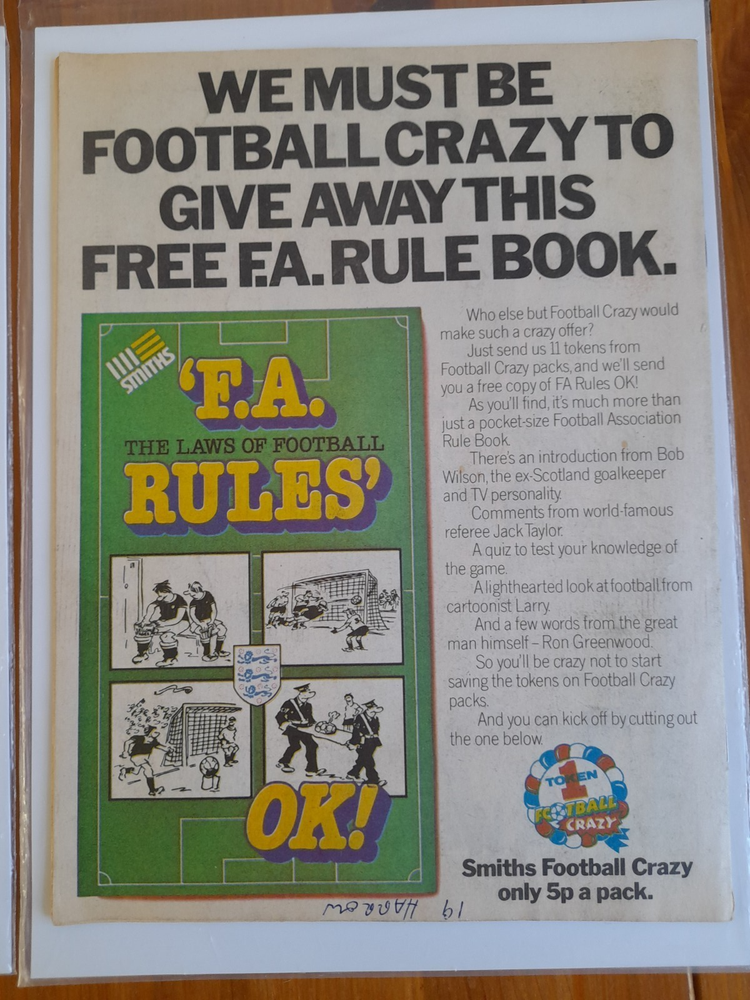 WE MUST BE
FOOTBALL CRAZY TO
GIVE AWAY THIS
FREE F.A. RULE BOOK.
SMITHS
'F.A.
THE LAWS OF FOOTBALL
RULES'
OK!
Who else but Football Crazy would
make such a crazy offer?
Just send us 11 tokens from
Football Crazy packs, and we'll send
you a free copy of FA Rules OK!
As you'll find, it's much more than
just a pocket-size Football Association
Rule Book.
There's an introduction from Bob
Wilson, the ex-Scotland goalkeeper
and TV personality.
Comments from world-famous
referee Jack Taylor.
A quiz to test your knowledge of
the game.
A lighthearted look at football from
cartoonist Larry.
And a few words from the great
man himself – Ron Greenwood.
So you'll be crazy not to start
saving the tokens on Football Crazy
packs.
And you can kick off by cutting out
the one below.
TOKEN
1
FOOTBALL
CRAZY
Smiths Football Crazy
only 5p a pack.
61 HARROW